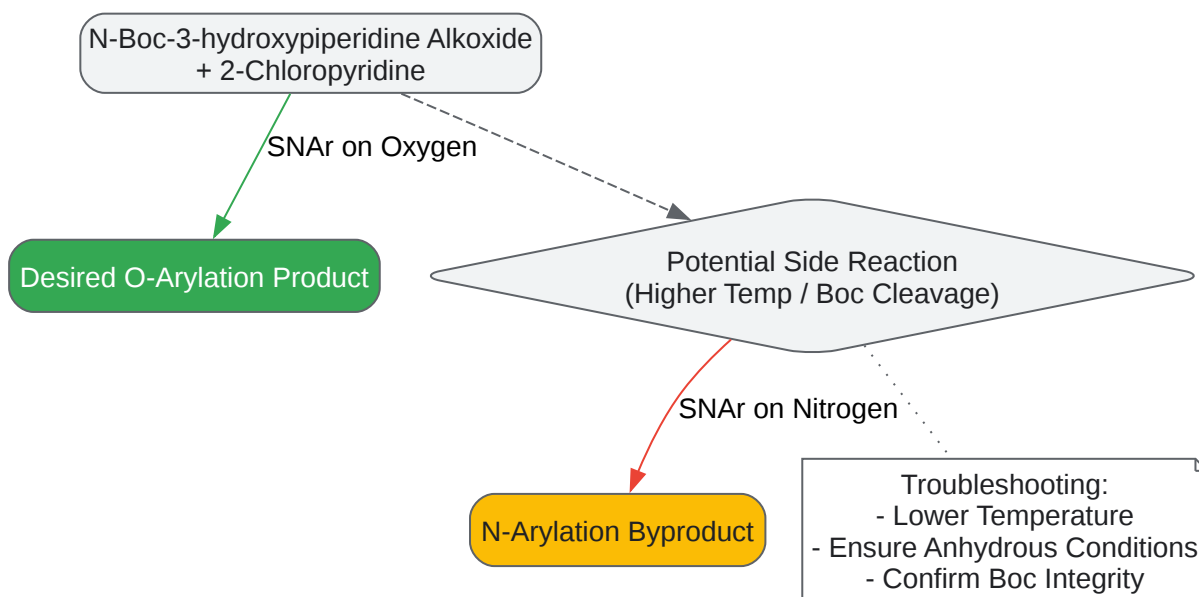 N-Boc-3-hydroxypiperidine Alkoxide
+ 2-Chloropyridine
SNAr on Oxygen
Desired O-Arylation Product
Potential Side Reaction
(Higher Temp / Boc Cleavage)
SNAr on Nitrogen
N-Arylation Byproduct
Troubleshooting:
- Lower Temperature
- Ensure Anhydrous Conditions
- Confirm Boc Integrity